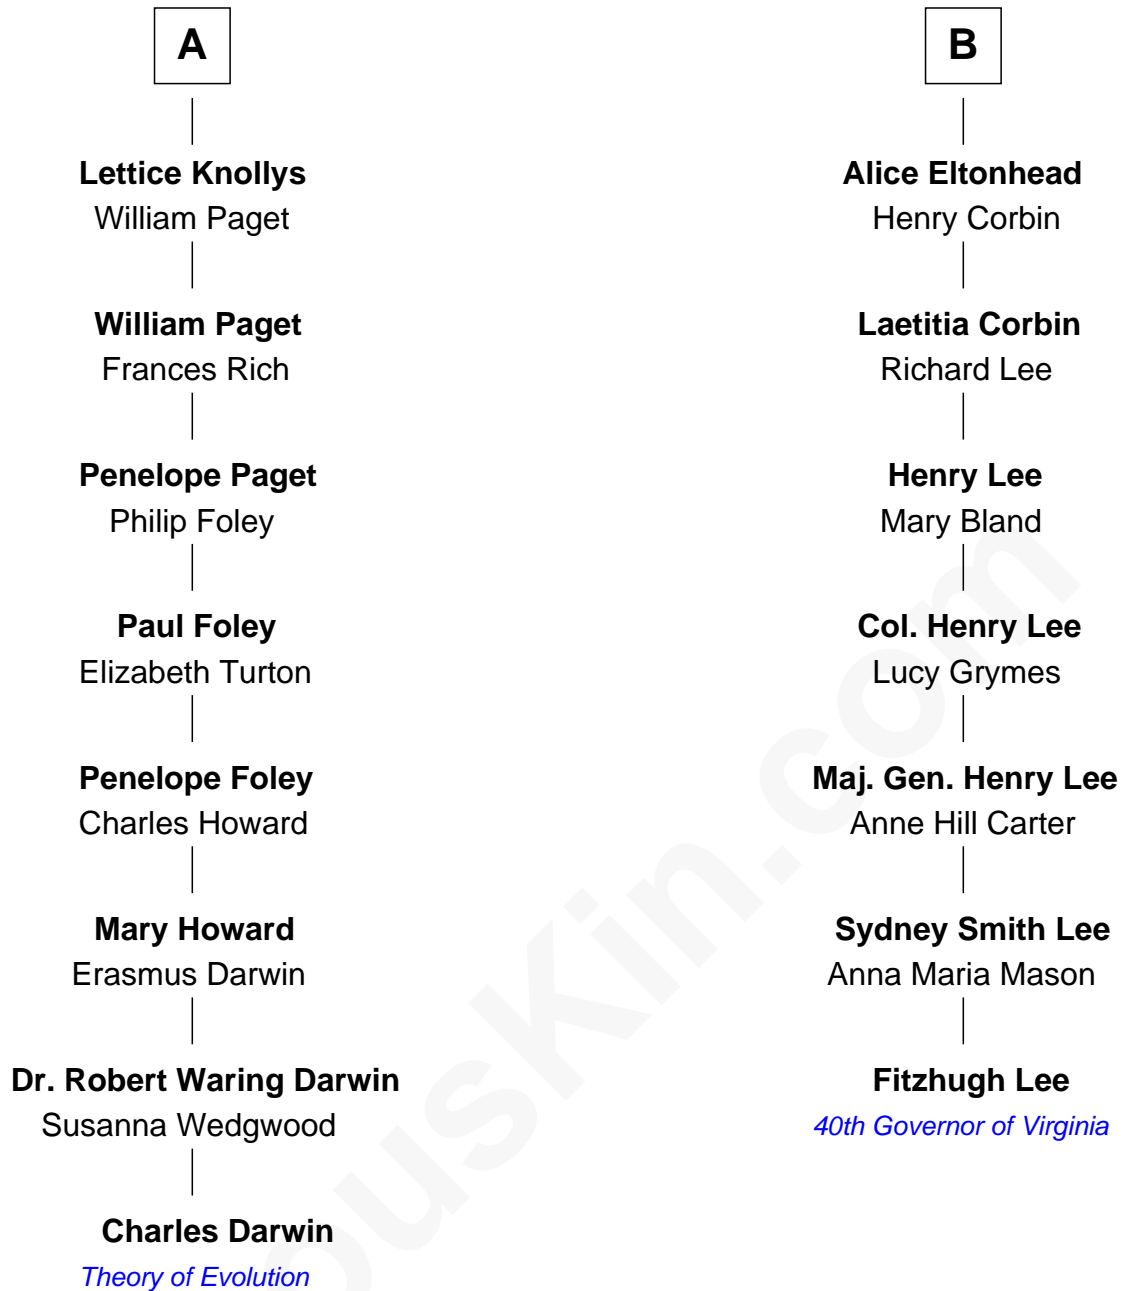 A
Lettice Knollys
William Paget
William Paget
Frances Rich
Penelope Paget
Philip Foley
Paul Foley
Elizabeth Turton
Penelope Foley
Charles Howard
Mary Howard
Erasmus Darwin
Dr. Robert Waring Darwin
Susanna Wedgwood
Charles Darwin
Theory of Evolution
B
Alice Eltonhead
Henry Corbin
Laetitia Corbin
Richard Lee
Henry Lee
Mary Bland
Col. Henry Lee
Lucy Grymes
Maj. Gen. Henry Lee
Anne Hill Carter
Sydney Smith Lee
Anna Maria Mason
Fitzhugh Lee
40th Governor of Virginia
ousKin.com